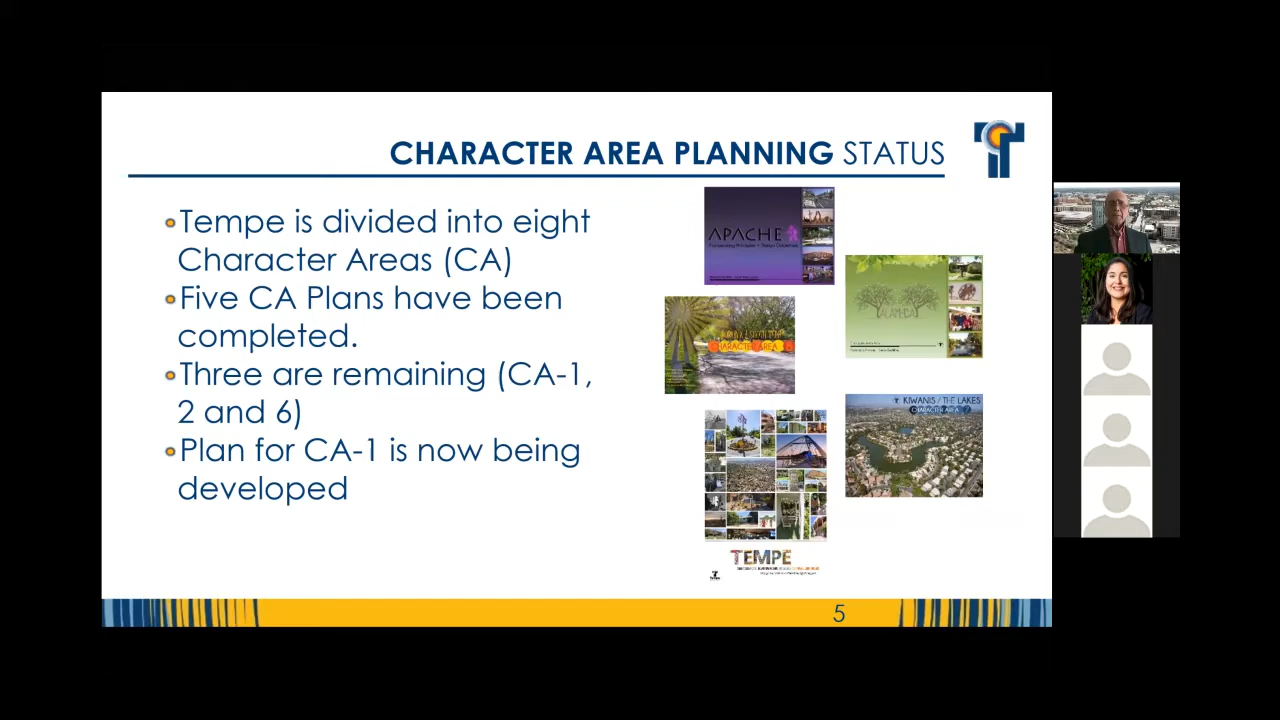 CHARACTER AREA PLANNING STATUS
Tempe is divided into eight
Character Areas (CA)
Five CA Plans have been
completed.
Three are remaining (CA-1,
2 and 6)
Plan for CA-1 is now being
developed
APACHE
ALAMEDA
CHARACTER AREA 8
KIWANIS / THE LAKES
CHARACTER AREA 7
TEMPE
5